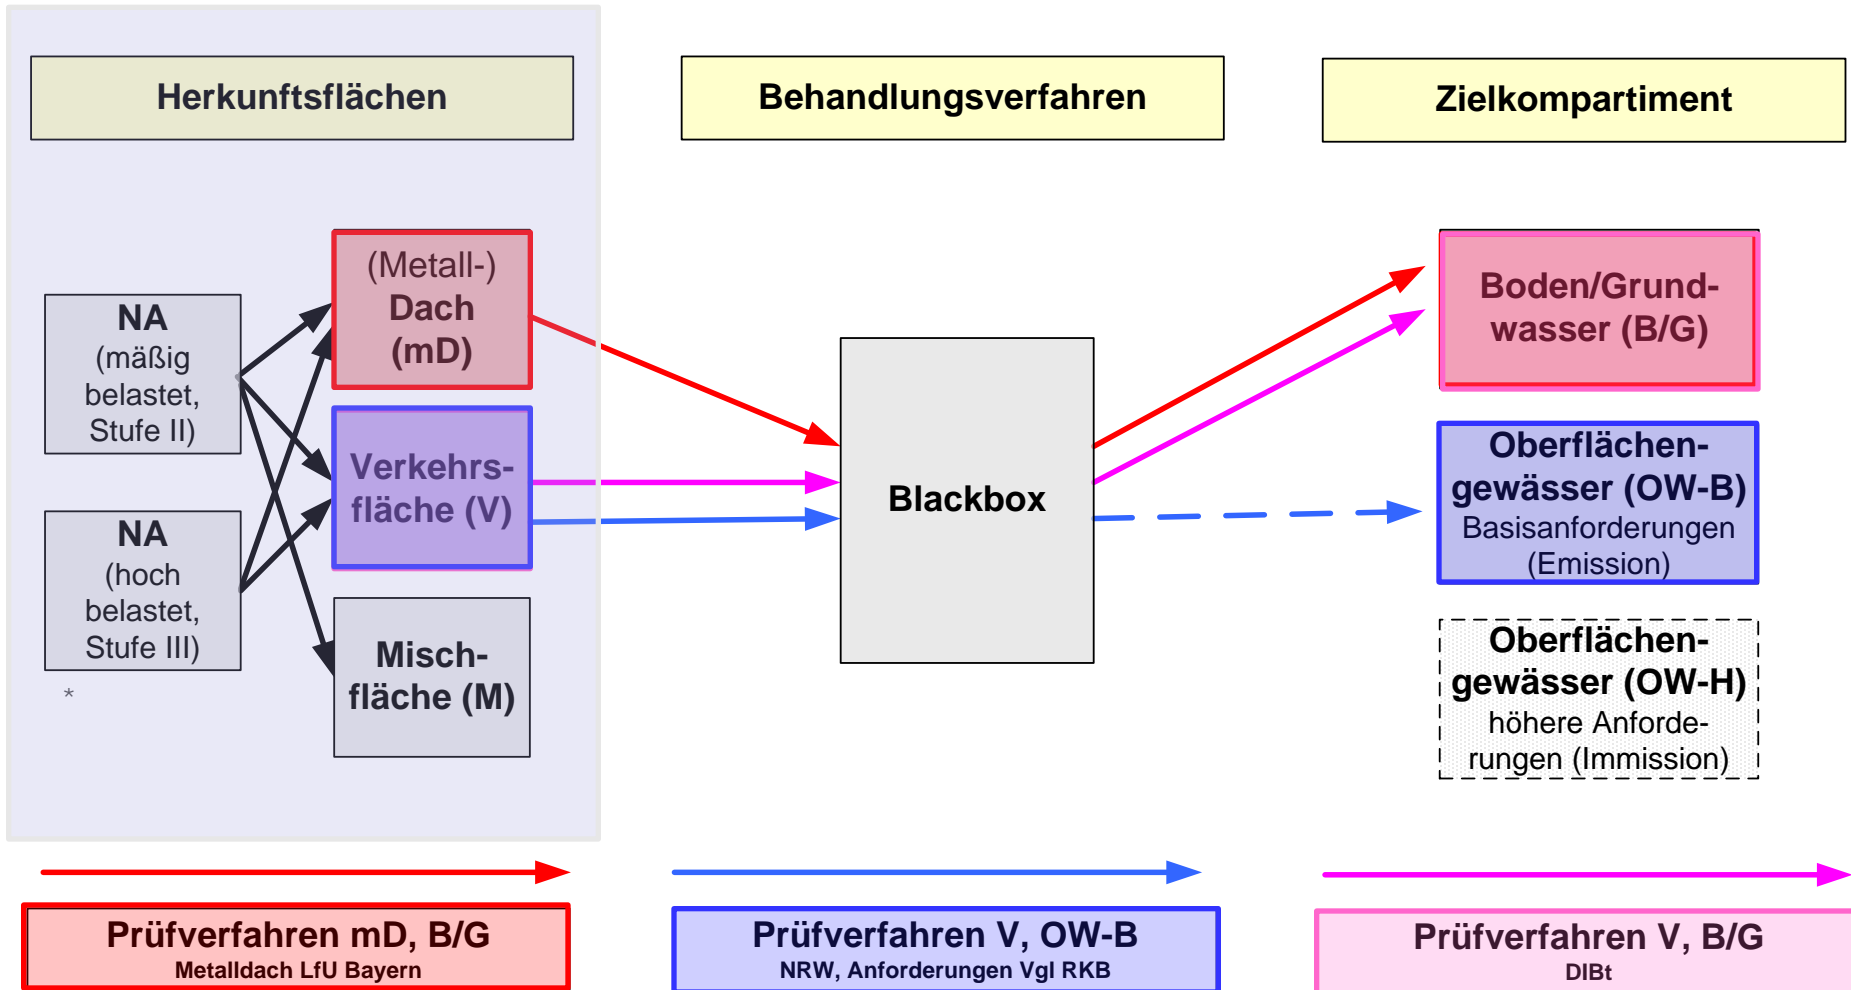 Herkunftsflächen
Behandlungsverfahren
Zielkompartiment
NA
(mäßig
belastet,
Stufe II)
NA
(hoch
belastet,
Stufe III)
*
(Metall-)
Dach
(mD)
Verkehrs-
fläche (V)
Misch-
fläche (M)
Blackbox
Boden/Grund-
wasser (B/G)
Oberflächen-
gewässer (OW-B)
Basisanforderungen
(Emission)
Oberflächen-
gewässer (OW-H)
höhere Anforde-
rungen (Immission)
Prüfverfahren mD, B/G
Metalldach LfU Bayern
Prüfverfahren V, OW-B
NRW, Anforderungen Vgl RKB
Prüfverfahren V, B/G
DIBt